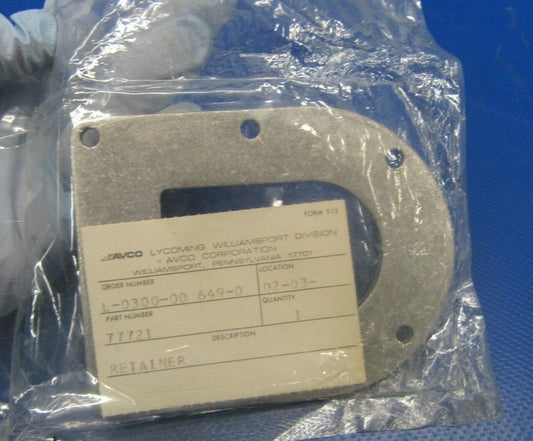 FORM 513
AVCO LYCOMING WILLIAMSPORT DIVISION
AVCO CORPORATION
WILLIAMSPORT, PENNSYLVANIA 17701
ORDER NUMBER LOCATION
L-0300-00 649-0 02-03-
PART NUMBER QUANTITY
77721 1
DESCRIPTION
RETAINER